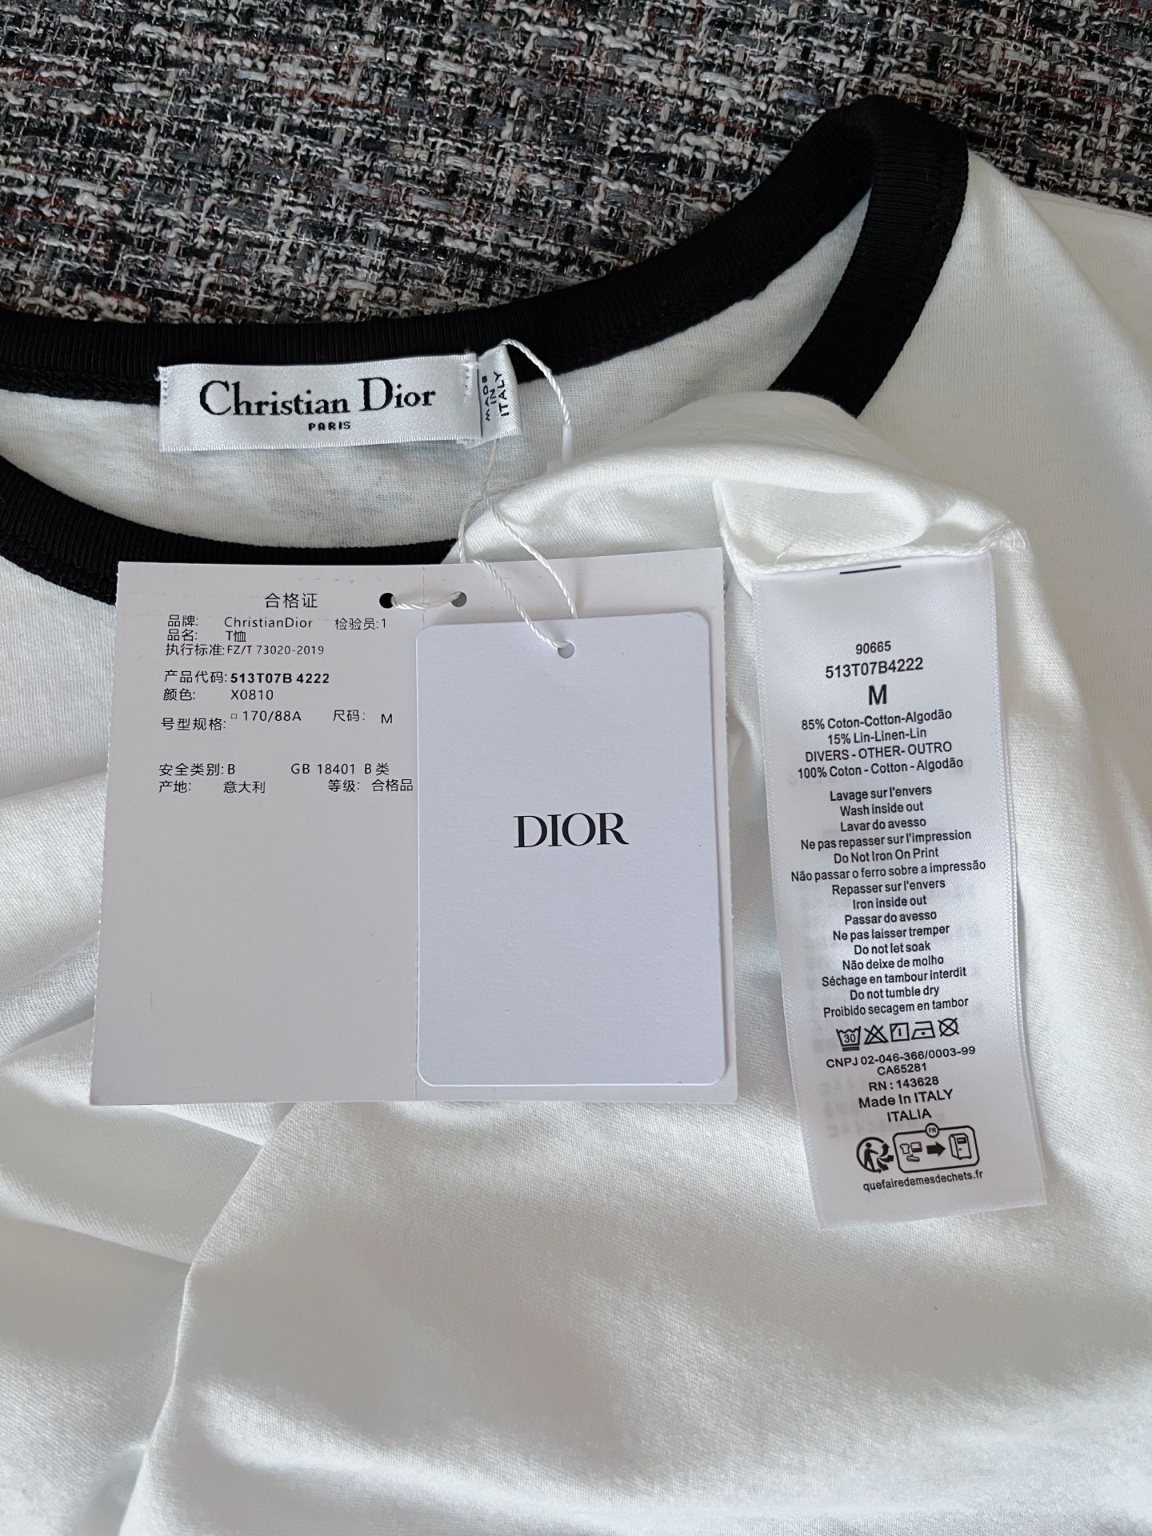 Christian Dior
PARIS
MADE
IN
ITALY
合格证
品牌: ChristianDior 检验员:1
品名: T恤
执行标准:FZ/T 73020-2019
产品代码:513T07B 4222
颜色: X0810
号型规格: 170/88A 尺码: M
安全类别:B GB 18401 B类
产地: 意大利 等级: 合格品
DIOR
90665
513T07B4222
M
85% Coton-Cotton-Algodão
15% Lin-Linen-Lin
DIVERS - OTHER- OUTRO
100% Coton - Cotton - Algodão
Lavage sur l'envers
Wash inside out
Lavar do avesso
Ne pas repasser sur l'impression
Do Not Iron On Print
Não passar o ferro sobre a impressão
Repasser sur l'envers
Iron inside out
Passar do avesso
Ne pas laisser tremper
Do not let soak
Não deixe de molho
Séchage en tambour interdit
Do not tumble dry
Proibido secagem en tambor
30
CNPJ 02-046-366/0003-99
CA65281
RN : 143628
Made In ITALY
ITALIA
FR
quefairedemesdechets.fr